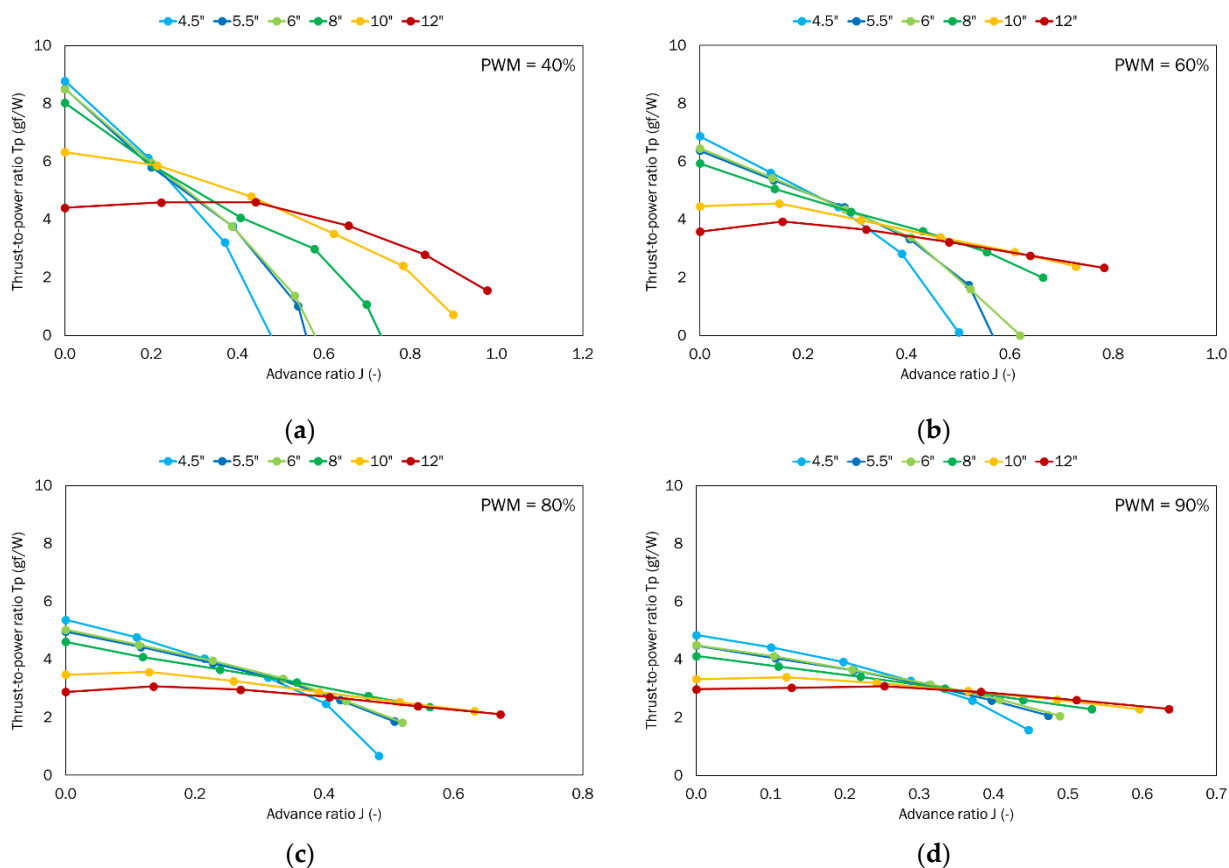 4.5" 5.5" 6" 8" 10" 12"
PWM = 40%
Thrust-to-power ratio Tp (gf/W)
10
8
6
4
2
0
0.0 0.2 0.4 0.6 0.8 1.0 1.2
Advance ratio J (-)
(a)
4.5" 5.5" 6" 8" 10" 12"
PWM = 60%
Thrust-to-power ratio Tp (gf/W)
10
8
6
4
2
0
0.0 0.2 0.4 0.6 0.8 1.0
Advance ratio J (-)
(b)
4.5" 5.5" 6" 8" 10" 12"
PWM = 80%
Thrust-to-power ratio Tp (gf/W)
10
8
6
4
2
0
0.0 0.2 0.4 0.6 0.8
Advance ratio J (-)
(c)
4.5" 5.5" 6" 8" 10" 12"
PWM = 90%
Thrust-to-power ratio Tp (gf/W)
10
8
6
4
2
0
0.0 0.1 0.2 0.3 0.4 0.5 0.6 0.7
Advance ratio J (-)
(d)